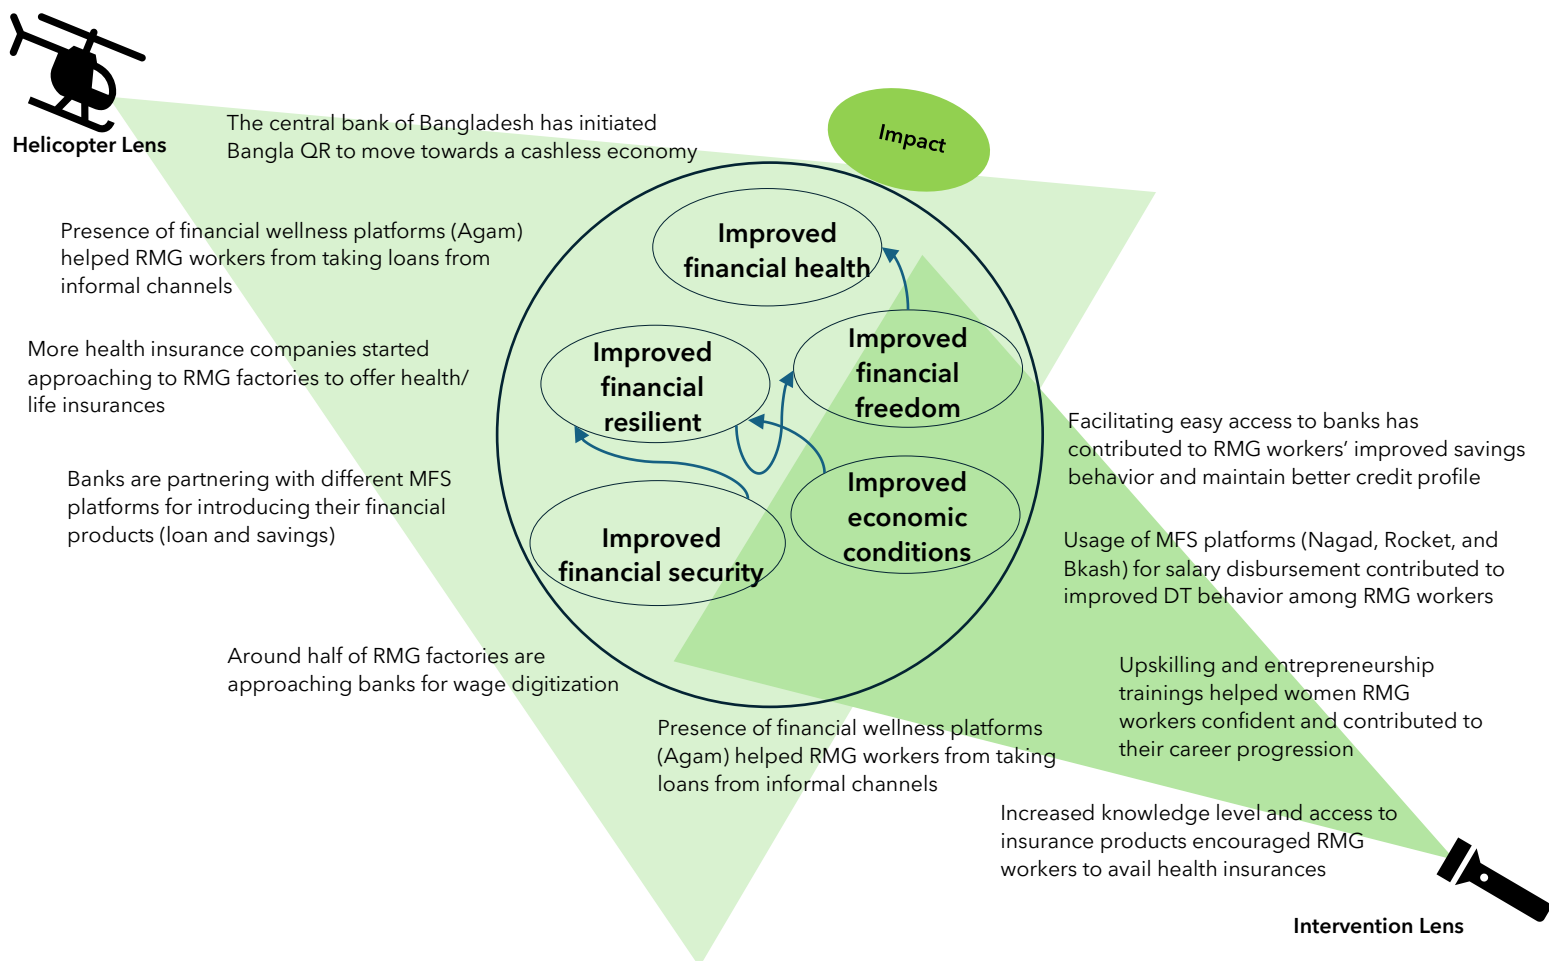 Helicopter Lens
The central bank of Bangladesh has initiated
Bangla QR to move towards a cashless economy
Impact
Presence of financial wellness platforms (Agam)
helped RMG workers from taking loans from
informal channels
More health insurance companies started
approaching to RMG factories to offer health/
life insurances
Banks are partnering with different MFS
platforms for introducing their financial
products (loan and savings)
Around half of RMG factories are
approaching banks for wage digitization
Improved
financial health
Improved
financial
resilient
Improved
financial
freedom
Improved
financial security
Improved
economic
conditions
Facilitating easy access to banks has
contributed to RMG workers’ improved savings
behavior and maintain better credit profile
Usage of MFS platforms (Nagad, Rocket, and
Bkash) for salary disbursement contributed to
improved DT behavior among RMG workers
Upskilling and entrepreneurship
trainings helped women RMG
workers confident and contributed to
their career progression
Presence of financial wellness platforms
(Agam) helped RMG workers from taking
loans from informal channels
Increased knowledge level and access to
insurance products encouraged RMG
workers to avail health insurances
Intervention Lens